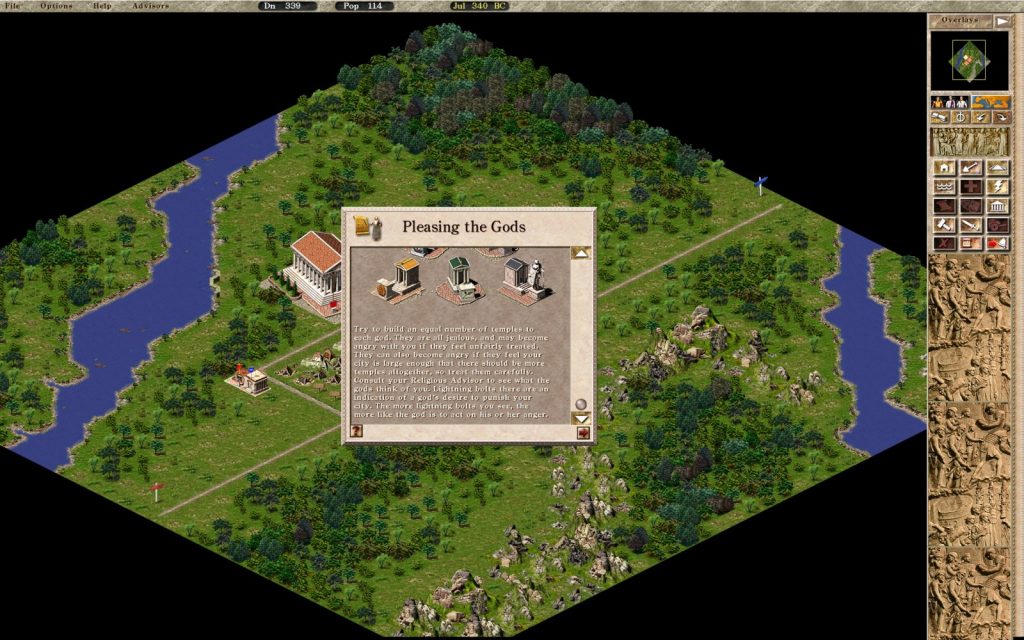 File Options Help Advisors Dn 339 Pop 114 Jul 340 BC
Overlays
Pleasing the Gods
Try to build an equal number of temples to
each god. They are all jealous, and may become
angry with you if they feel unfairly treated.
They can also become angry if they feel your
city is large enough that there should be more
temples altogether, so treat them carefully.
Consult your Religious Advisor to see what the
gods think of you. Lightning bolts there are an
indication of a god's desire to punish your
city. The more lightning bolts you see, the
more like the god is to act on his or her anger.
?